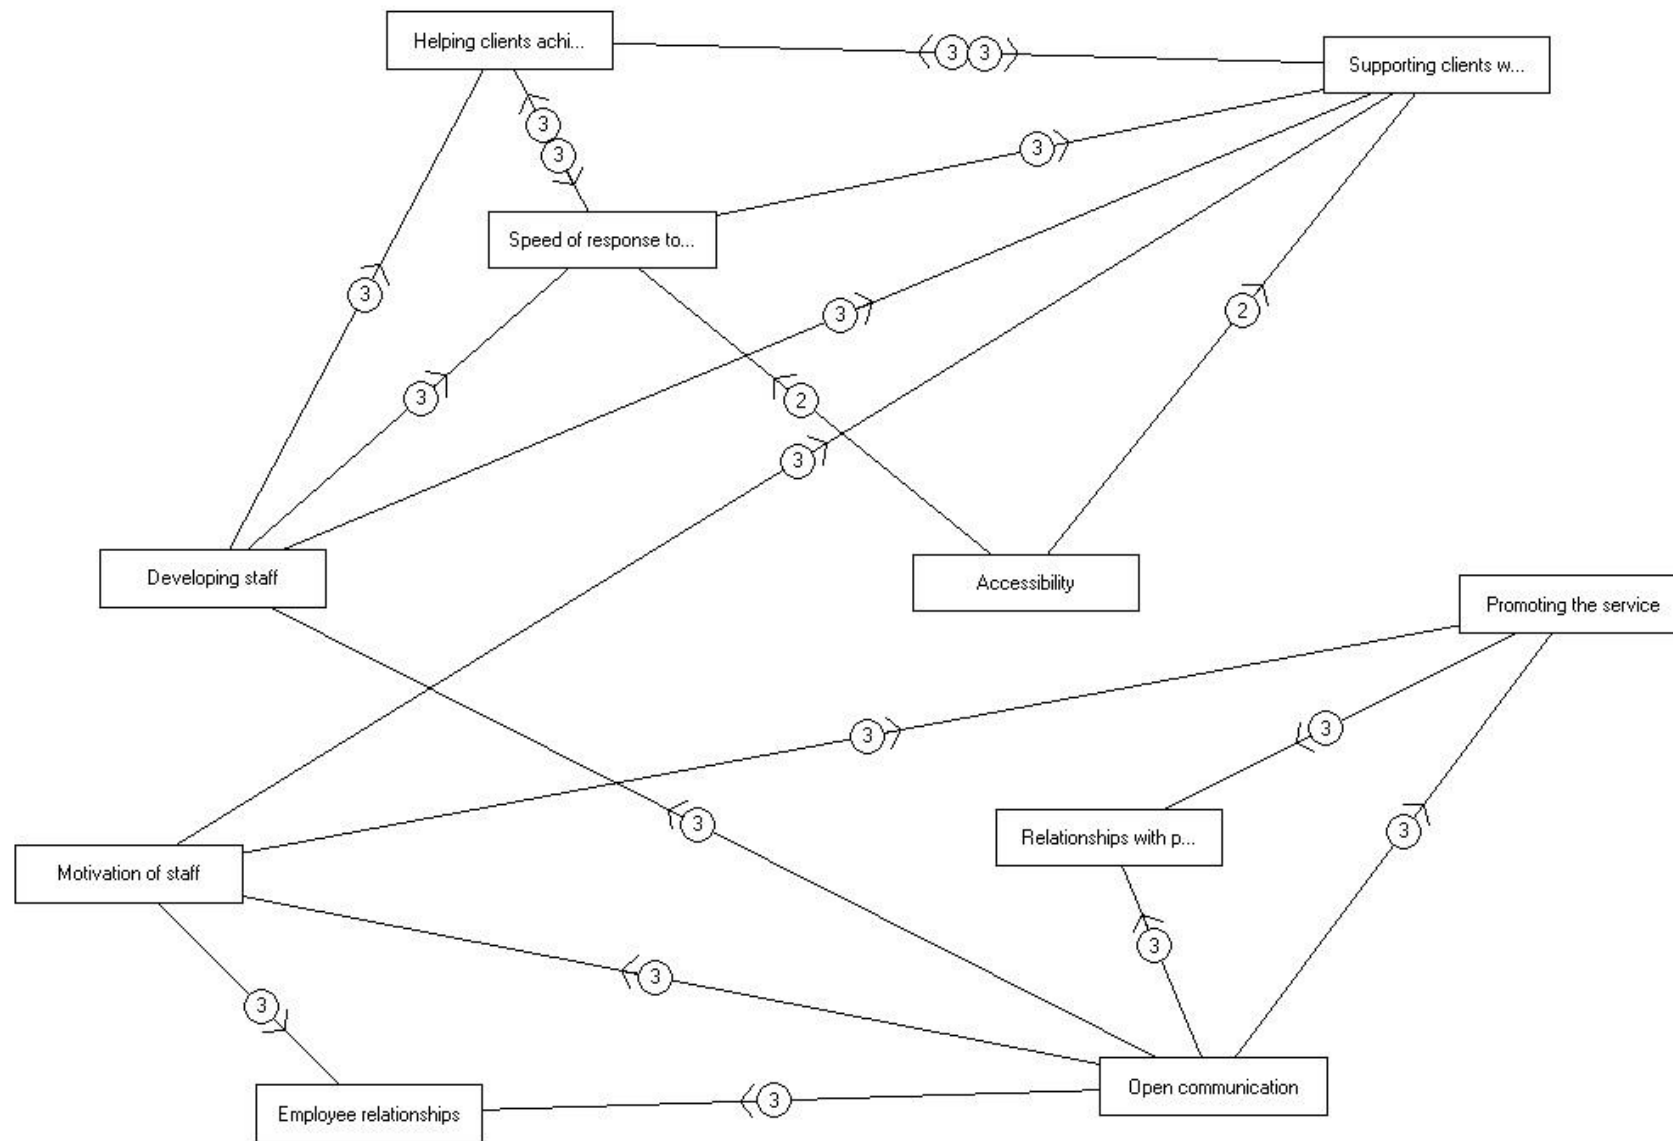 Helping clients achi...
3 3
Supporting clients w...
3
3
3
Speed of response to...
3
3
2
3
2
3
3
Developing staff
Accessibility
Promoting the service
3
3
3
3
Relationships with p...
Motivation of staff
3
3
3
Open communication
3
Employee relationships